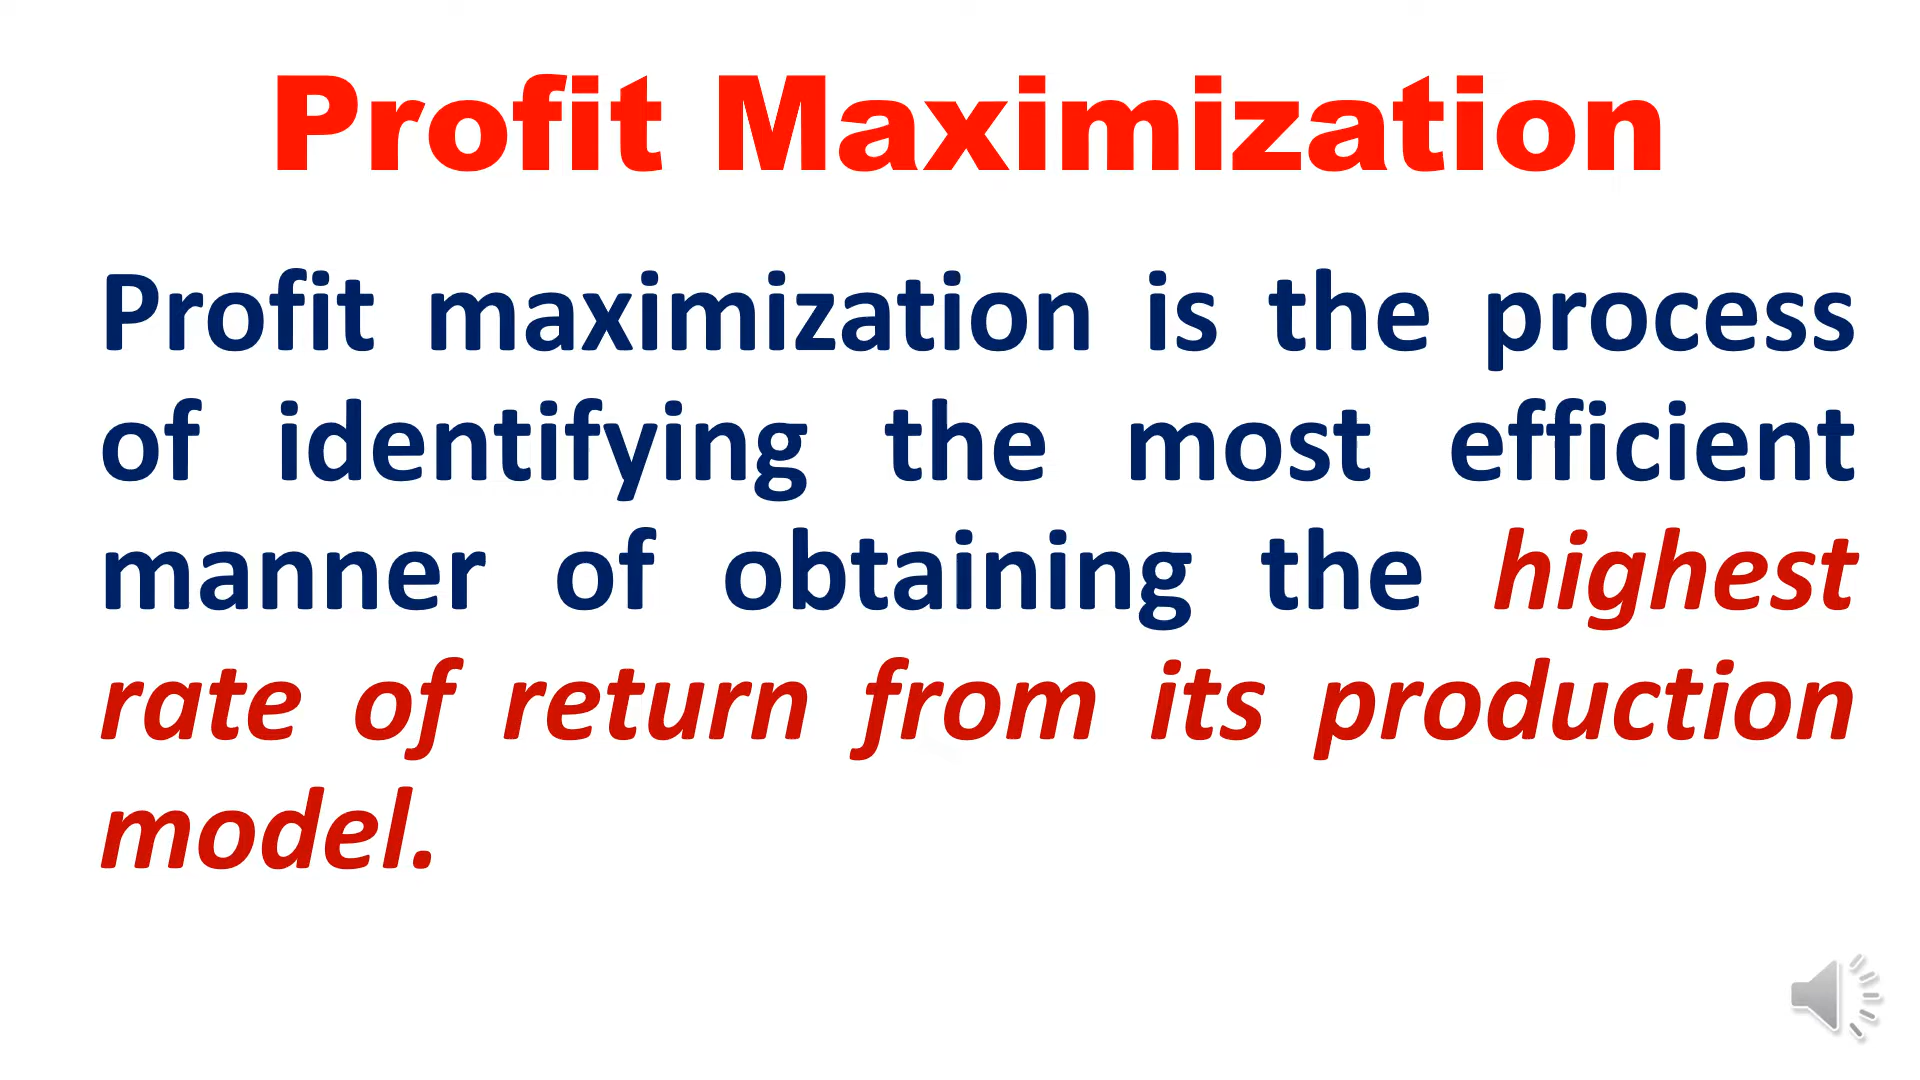 Profit Maximization
Profit maximization is the process
of identifying the most efficient
manner of obtaining the highest
rate of return from its production
model.